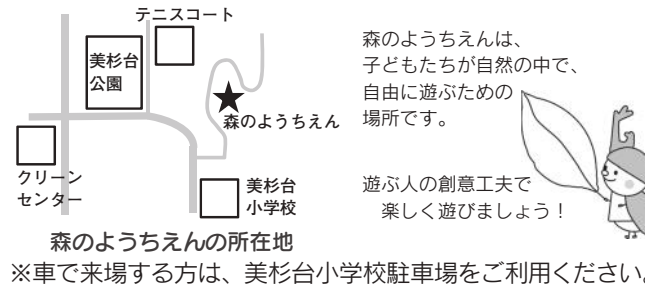 テニスコート
美杉台
公園
森のようちえん
クリーン
センター
美杉台
小学校
森のようちえんの所在地
森のようちえんは、
子どもたちが自然の中で、
自由に遊ぶための
場所です。
遊ぶ人の創意工夫で
楽しく遊びましょう！
※車で来場する方は、美杉台小学校駐車場をご利用ください。